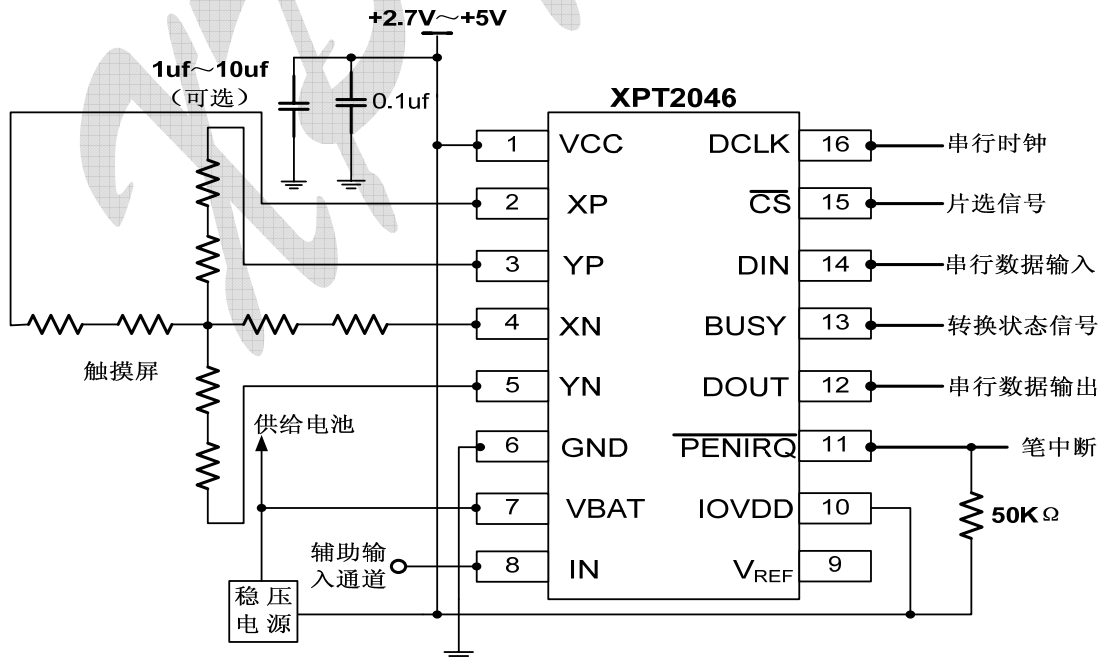 +2.7V～+5V
1uf～10uf
（可选）
0.1uf
XPT2046
1 VCC
2 XP
3 YP
4 XN
5 YN
6 GND
7 VBAT
8 IN
DCLK 16 串行时钟
CS 15 片选信号
DIN 14 串行数据输入
BUSY 13 转换状态信号
DOUT 12 串行数据输出
PENIRQ 11 笔中断
IOVDD 10
VREF 9
50KΩ
触摸屏
供给电池
辅助输
入通道
稳压
电源